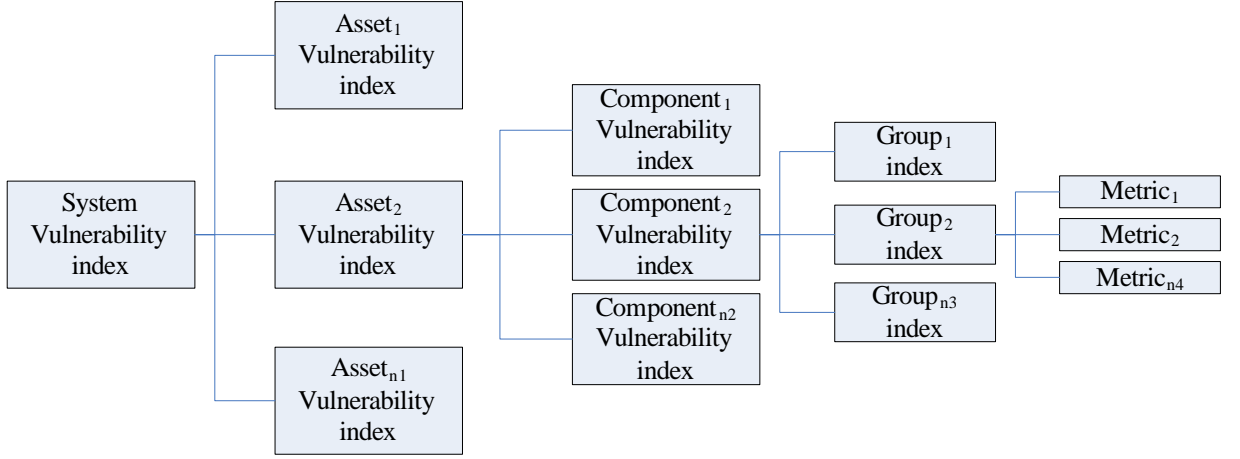 System
Vulnerability
index
Asset₁
Vulnerability
index
Asset₂
Vulnerability
index
Assetₙ₁
Vulnerability
index
Component₁
Vulnerability
index
Component₂
Vulnerability
index
Componentₙ₂
Vulnerability
index
Group₁
index
Group₂
index
Groupₙ₃
index
Metric₁
Metric₂
Metricₙ₄